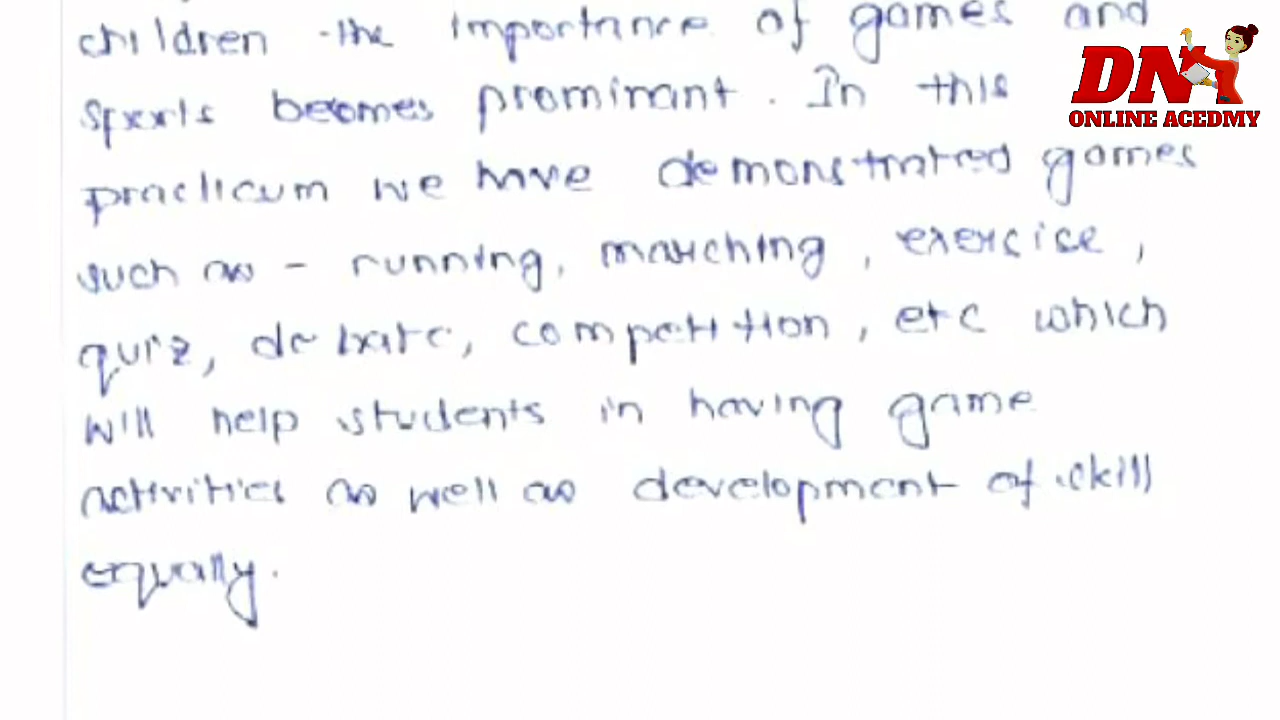 children the importance of games and
sports becomes prominant. In this
practicum we have demonstrated games
such as - running, marching, exercise,
quiz, debate, competition, etc which
will help students in having game
activities as well as development of skill
equally.
DN
ONLINE ACEDMY